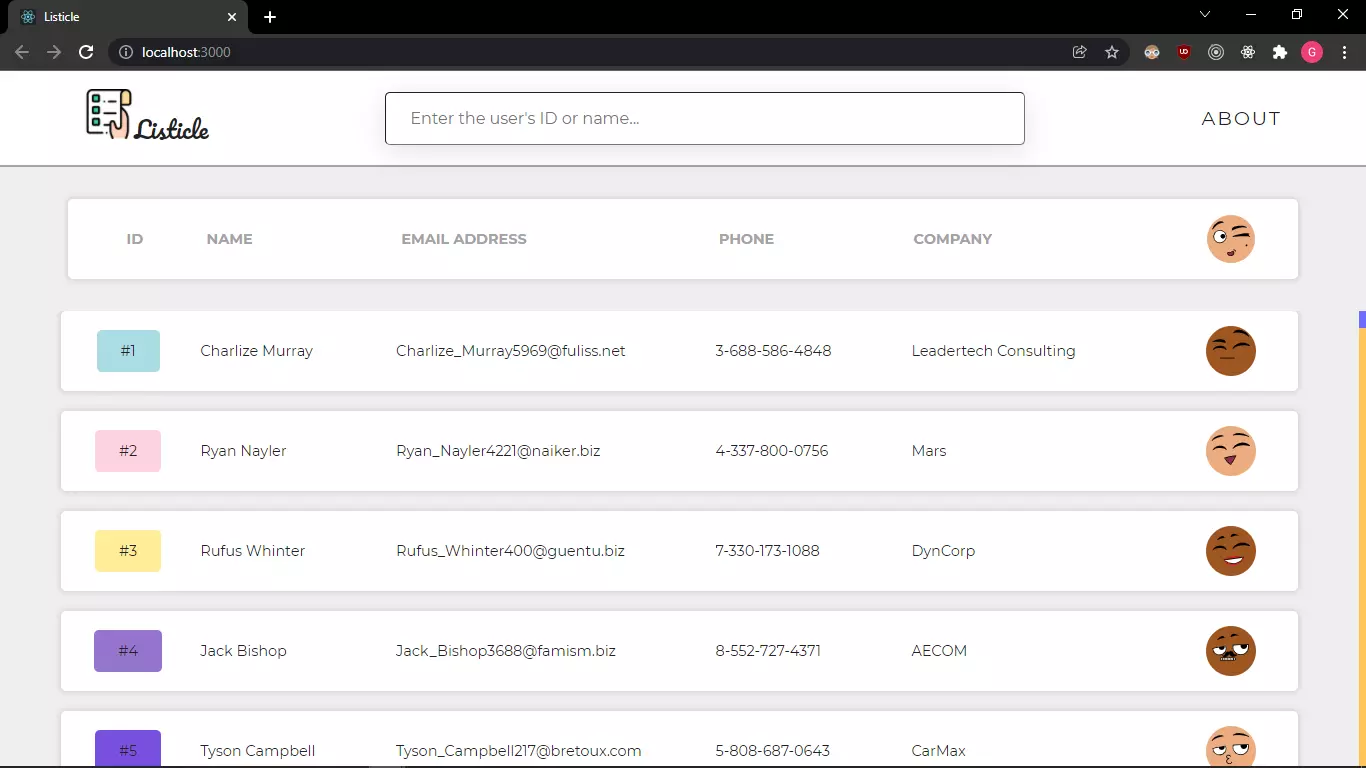 Listicle
localhost:3000
UD
G
Listicle
Enter the user's ID or name...
ABOUT
ID NAME EMAIL ADDRESS PHONE COMPANY
#1 Charlize Murray Charlize_Murray5969@fuliss.net 3-688-586-4848 Leadertech Consulting
#2 Ryan Nayler Ryan_Nayler4221@naiker.biz 4-337-800-0756 Mars
#3 Rufus Whinter Rufus_Whinter400@guentu.biz 7-330-173-1088 DynCorp
#4 Jack Bishop Jack_Bishop3688@famism.biz 8-552-727-4371 AECOM
#5 Tyson Campbell Tyson_Campbell217@bretoux.com 5-808-687-0643 CarMax